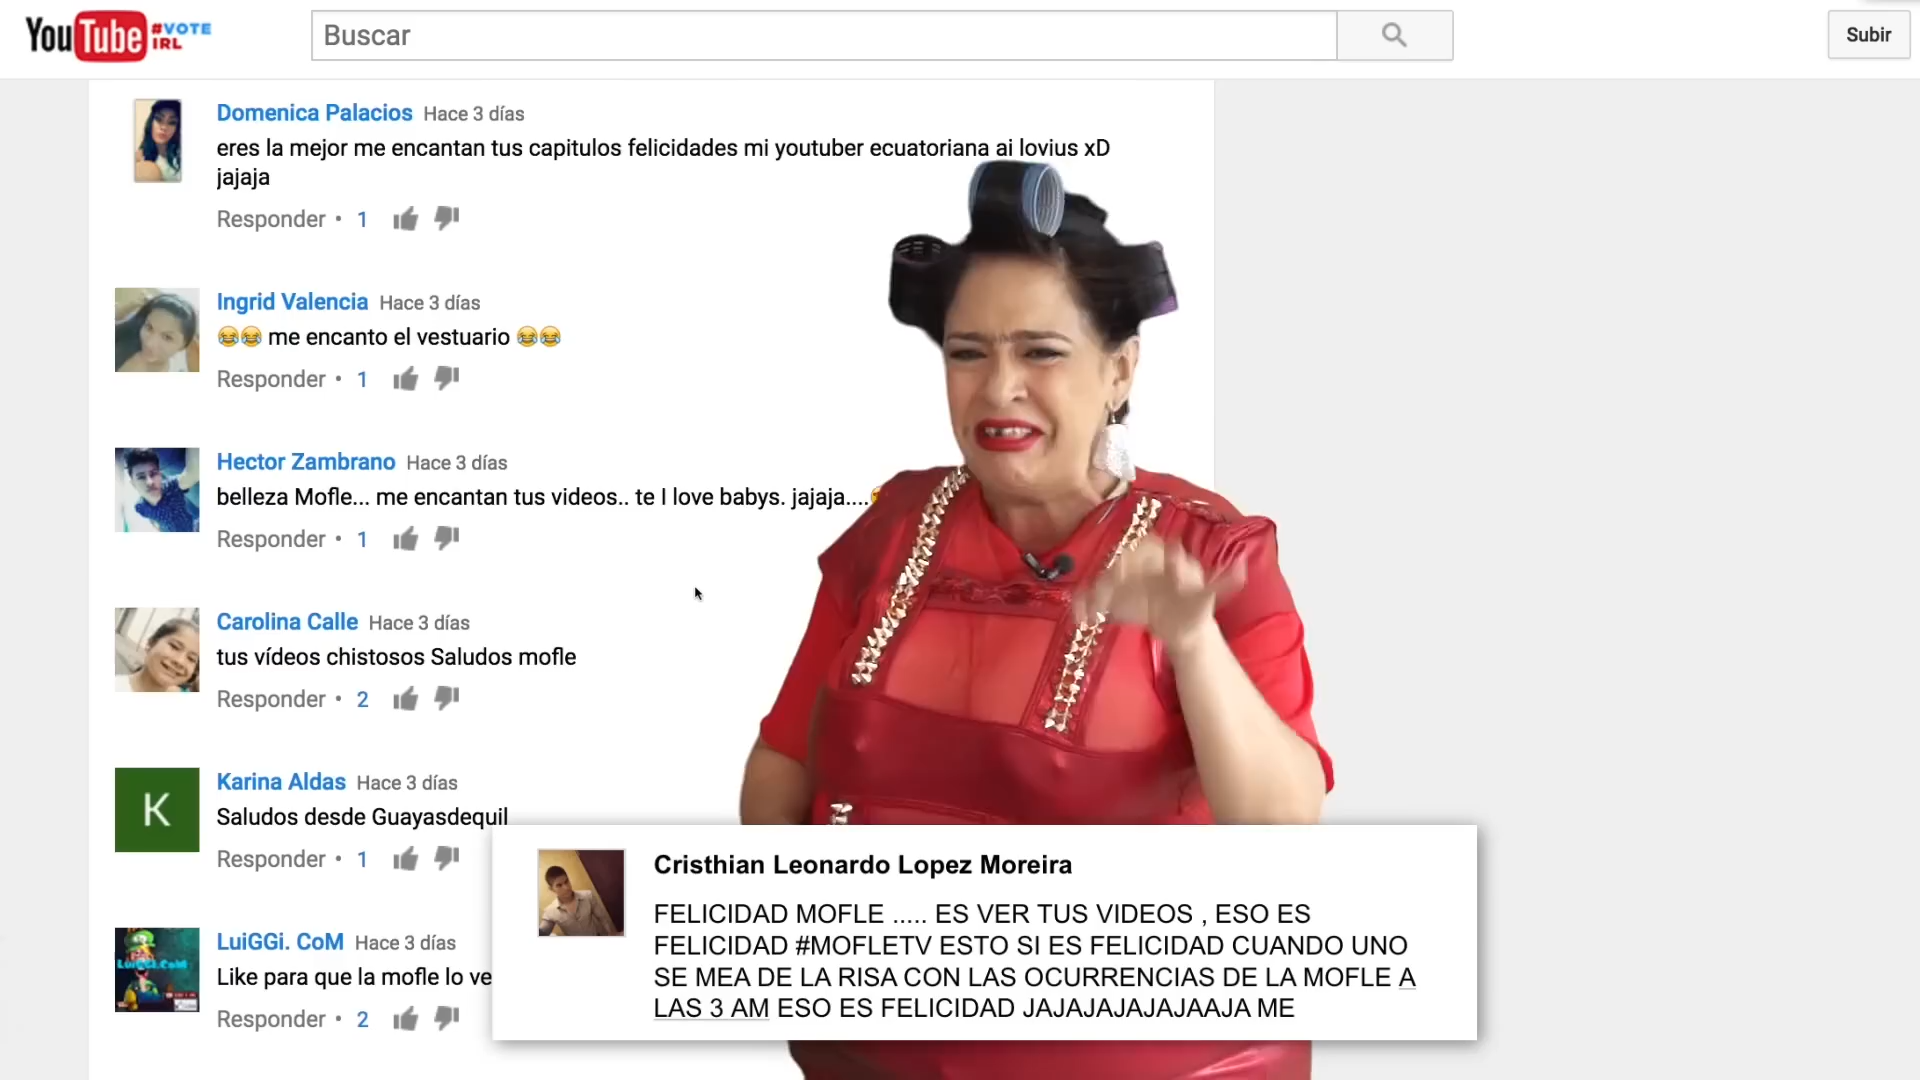 YouTube #VOTE IRL
Buscar
Subir
Domenica Palacios Hace 3 días
eres la mejor me encantan tus capitulos felicidades mi youtuber ecuatoriana ai lovius xD
jajaja
Responder • 1
Ingrid Valencia Hace 3 días
😂😂 me encanto el vestuario 😂😂
Responder • 1
Hector Zambrano Hace 3 días
belleza Mofle... me encantan tus videos.. te I love babys. jajaja....
Responder • 1
Carolina Calle Hace 3 días
tus vídeos chistosos Saludos mofle
Responder • 2
K
Karina Aldas Hace 3 días
Saludos desde Guayasdequil
Responder • 1
LuiGGi. CoM Hace 3 días
Like para que la mofle lo ve
Responder • 2
Cristhian Leonardo Lopez Moreira
FELICIDAD MOFLE ..... ES VER TUS VIDEOS , ESO ES
FELICIDAD #MOFLETV ESTO SI ES FELICIDAD CUANDO UNO
SE MEA DE LA RISA CON LAS OCURRENCIAS DE LA MOFLE A
LAS 3 AM ESO ES FELICIDAD JAJAJAJAJAJAAJA ME